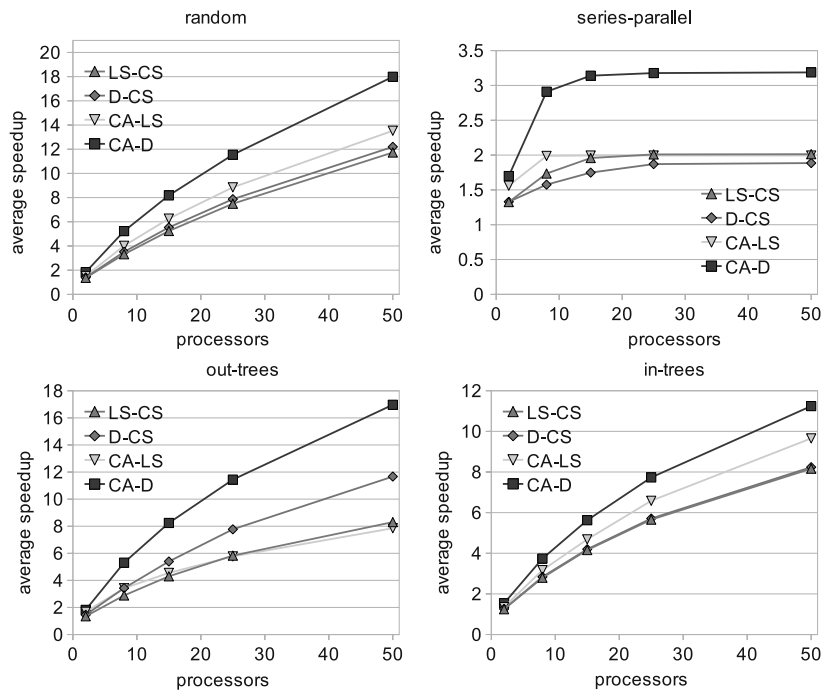 random
average speedup
20
18
16
14
12
10
8
6
4
2
0
LS-CS
D-CS
CA-LS
CA-D
0 10 20 30 40 50
processors
series-parallel
average speedup
3.5
3
2.5
2
1.5
1
0.5
0
LS-CS
D-CS
CA-LS
CA-D
0 10 20 30 40 50
processors
out-trees
average speedup
18
16
14
12
10
8
6
4
2
0
LS-CS
D-CS
CA-LS
CA-D
0 10 20 30 40 50
processors
in-trees
average speedup
12
10
8
6
4
2
0
LS-CS
D-CS
CA-LS
CA-D
0 10 20 30 40 50
processors